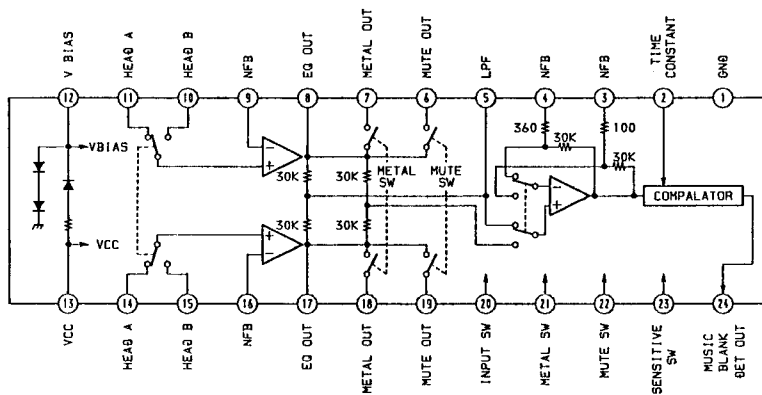 V BIAS
HEAD A
HEAD B
NFB
EQ OUT
METAL OUT
MUTE OUT
LPF
NFB
NFB
TIME
CONSTANT
GND
12
11
10
9
8
7
6
5
4
3
2
1
360
30K
100
30K
VBIAS
30K
30K
METAL
SW
MUTE
SW
30K
30K
COMPALATOR
VCC
13
14
15
16
17
18
19
20
21
22
23
24
VCC
HEAD A
HEAD B
NFB
EQ OUT
METAL OUT
MUTE OUT
INPUT SW
METAL SW
MUTE SW
SENSITIVE
SW
MUSIC
BLANK
DET OUT